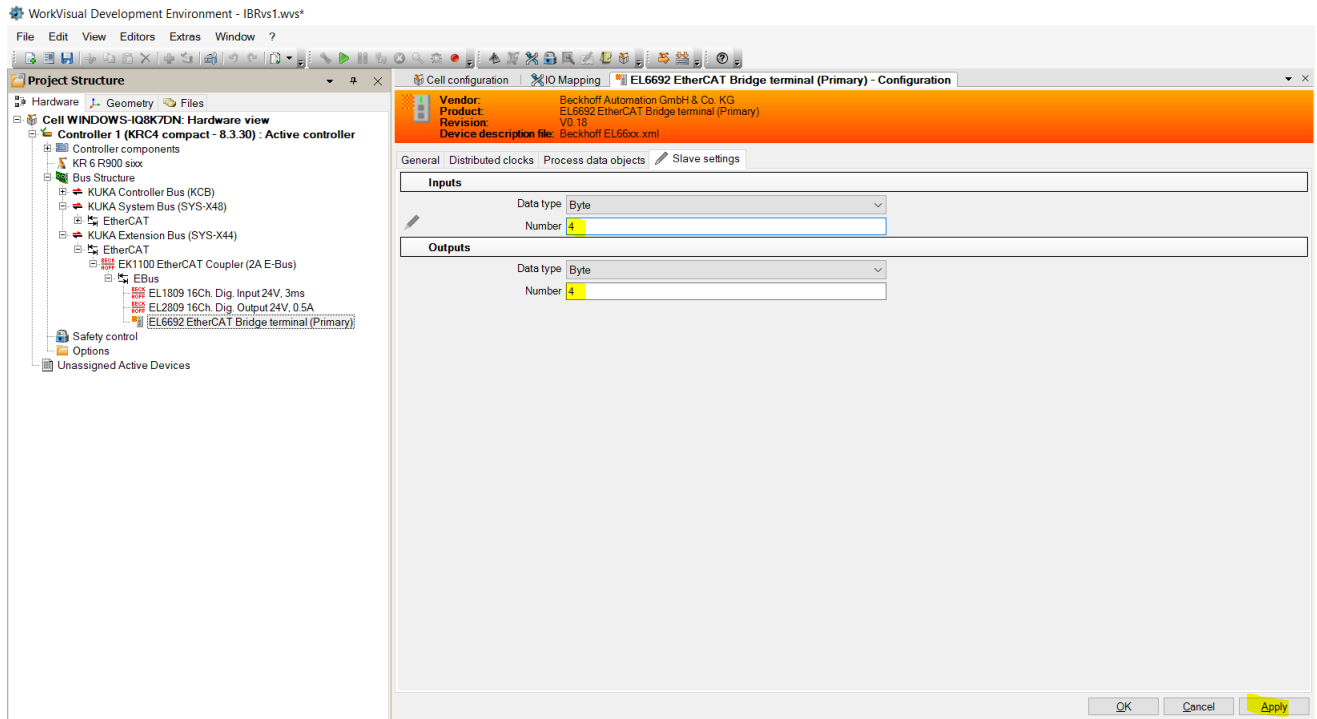 WorkVisual Development Environment - IBRvs1.wvs*
File Edit View Editors Extras Window ?
Project Structure
Hardware Geometry Files
Cell WINDOWS-IQ8K7DN: Hardware view
Controller 1 (KRC4 compact - 8.3.30) : Active controller
Controller components
KR 6 R900 sixx
Bus Structure
KUKA Controller Bus (KCB)
KUKA System Bus (SYS-X48)
EtherCAT
KUKA Extension Bus (SYS-X44)
EtherCAT
EK1100 EtherCAT Coupler (2A E-Bus)
EBus
EL1809 16Ch. Dig. Input 24V, 3ms
EL2809 16Ch. Dig. Output 24V, 0.5A
EL6692 EtherCAT Bridge terminal (Primary)
Safety control
Options
Unassigned Active Devices
Cell configuration IO Mapping EL6692 EtherCAT Bridge terminal (Primary) - Configuration
Vendor: Beckhoff Automation GmbH & Co. KG
Product: EL6692 EtherCAT Bridge terminal (Primary)
Revision: V0.18
Device description file: Beckhoff EL66xx.xml
General Distributed clocks Process data objects Slave settings
Inputs
Data type Byte
Number 4
Outputs
Data type Byte
Number 4
OK Cancel Apply